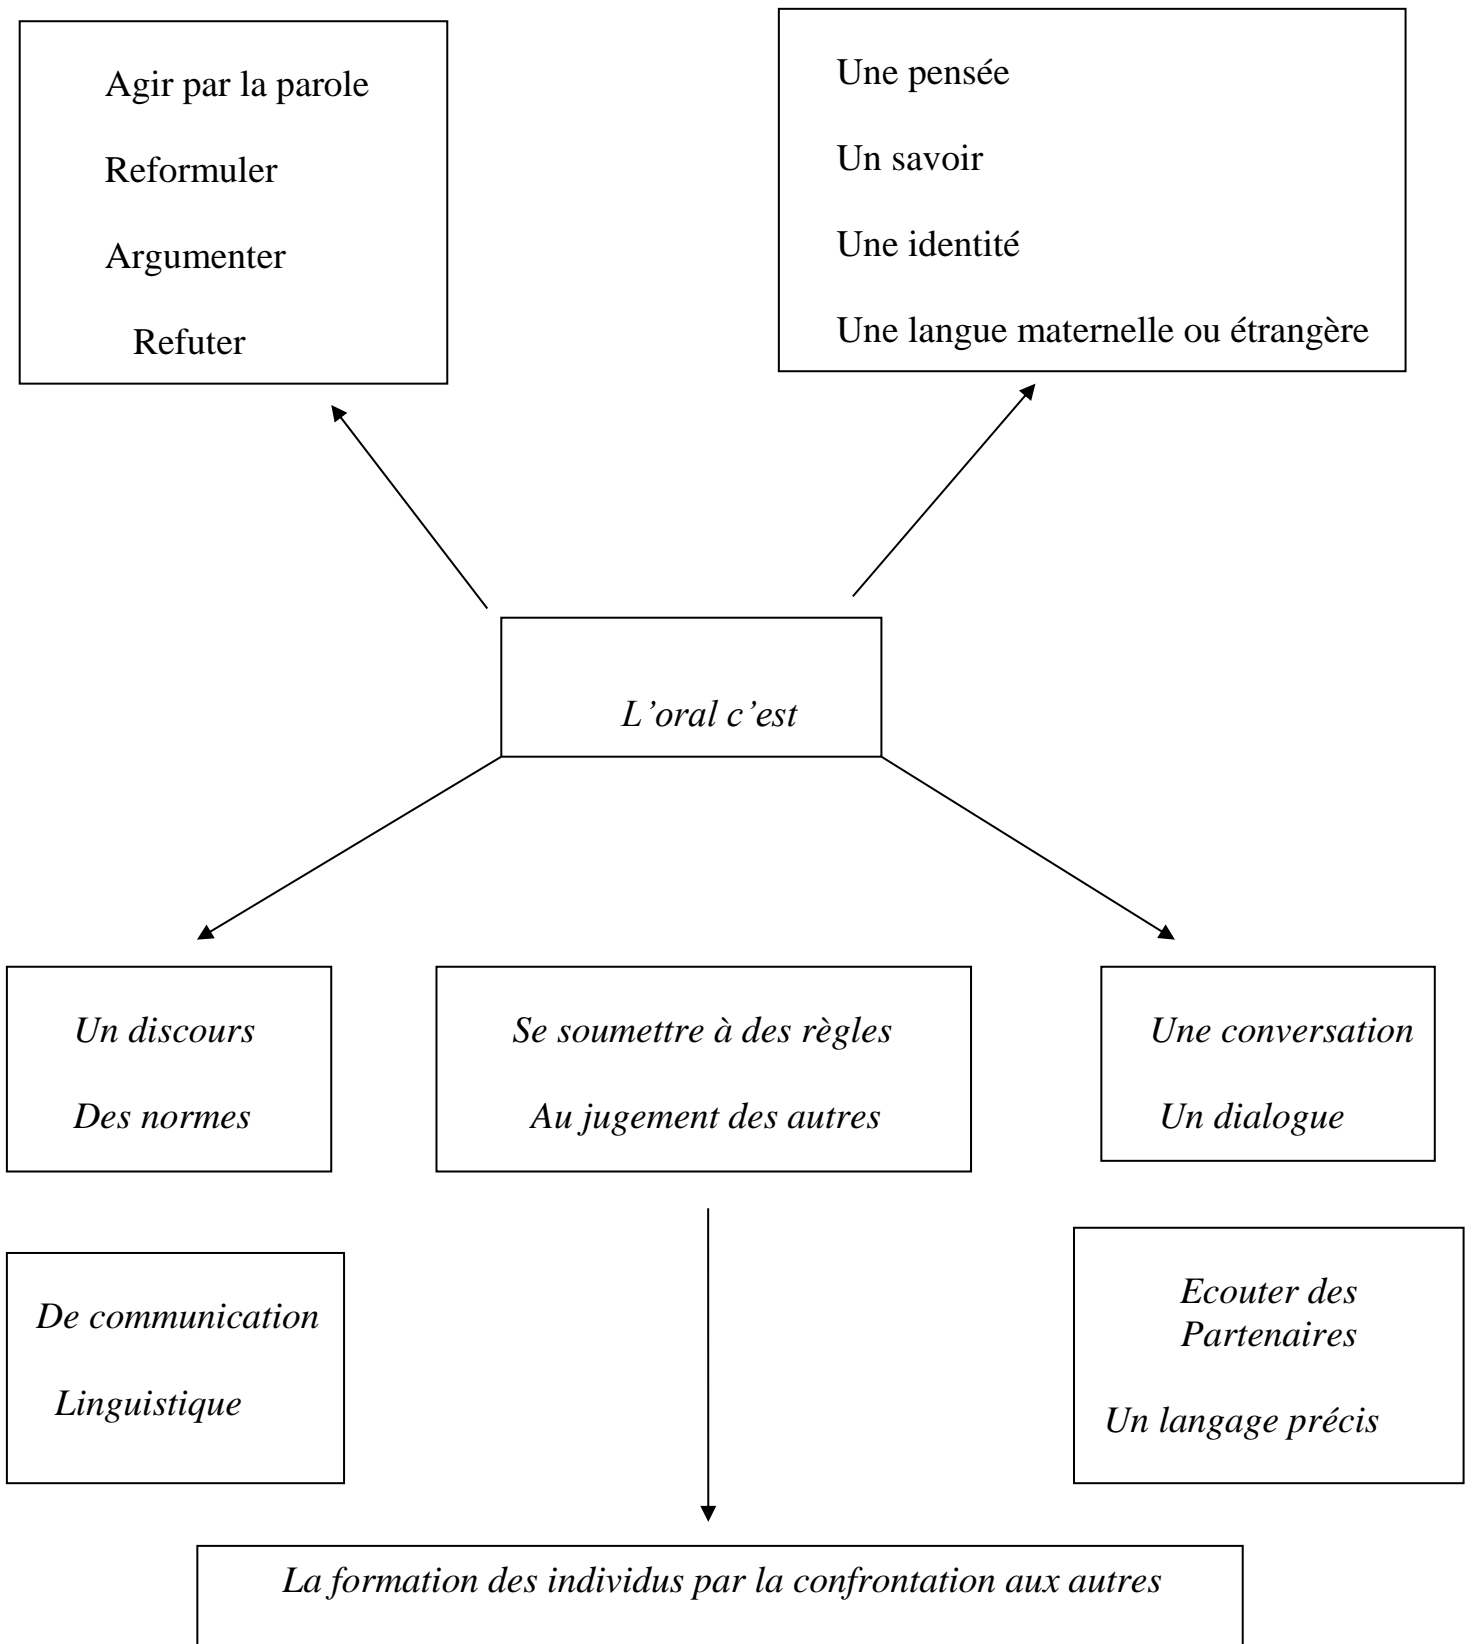 Agir par la parole
Reformuler
Argumenter
Refuter
Une pensée
Un savoir
Une identité
Une langue maternelle ou étrangère
L’oral c’est
Un discours
Des normes
Se soumettre à des règles
Au jugement des autres
Une conversation
Un dialogue
De communication
Linguistique
Ecouter des
Partenaires
Un langage précis
La formation des individus par la confrontation aux autres